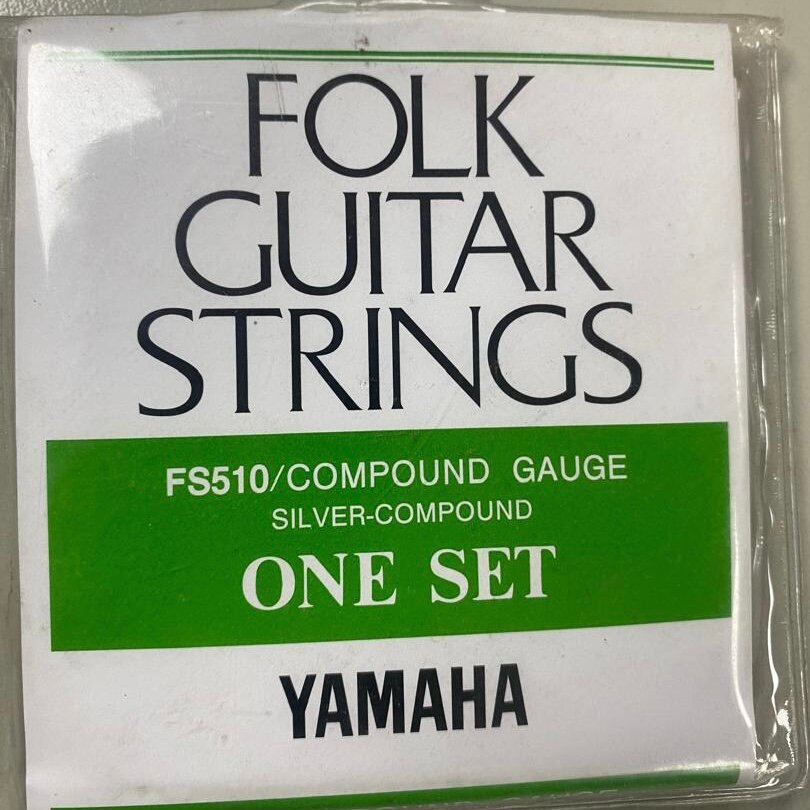 FOLK
GUITAR
STRINGS
FS510/COMPOUND GAUGE
SILVER-COMPOUND
ONE SET
YAMAHA